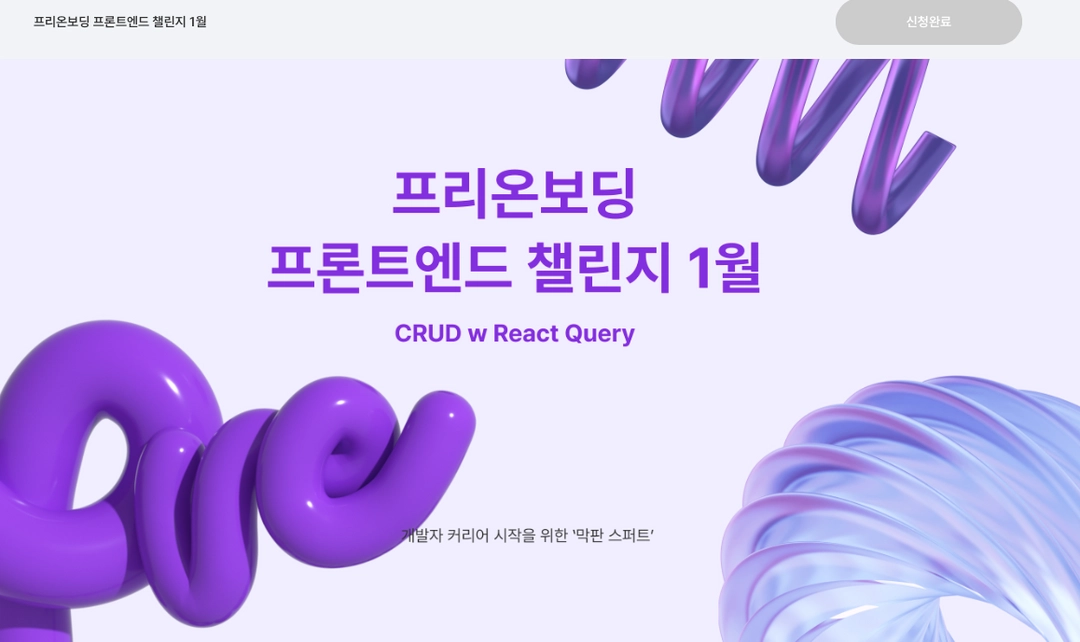 프리온보딩 프론트엔드 챌린지 1월
신청완료
프리온보딩
프론트엔드 챌린지 1월
CRUD w React Query
Pre
개발자 커리어 시작을 위한 ‘막판 스퍼트’